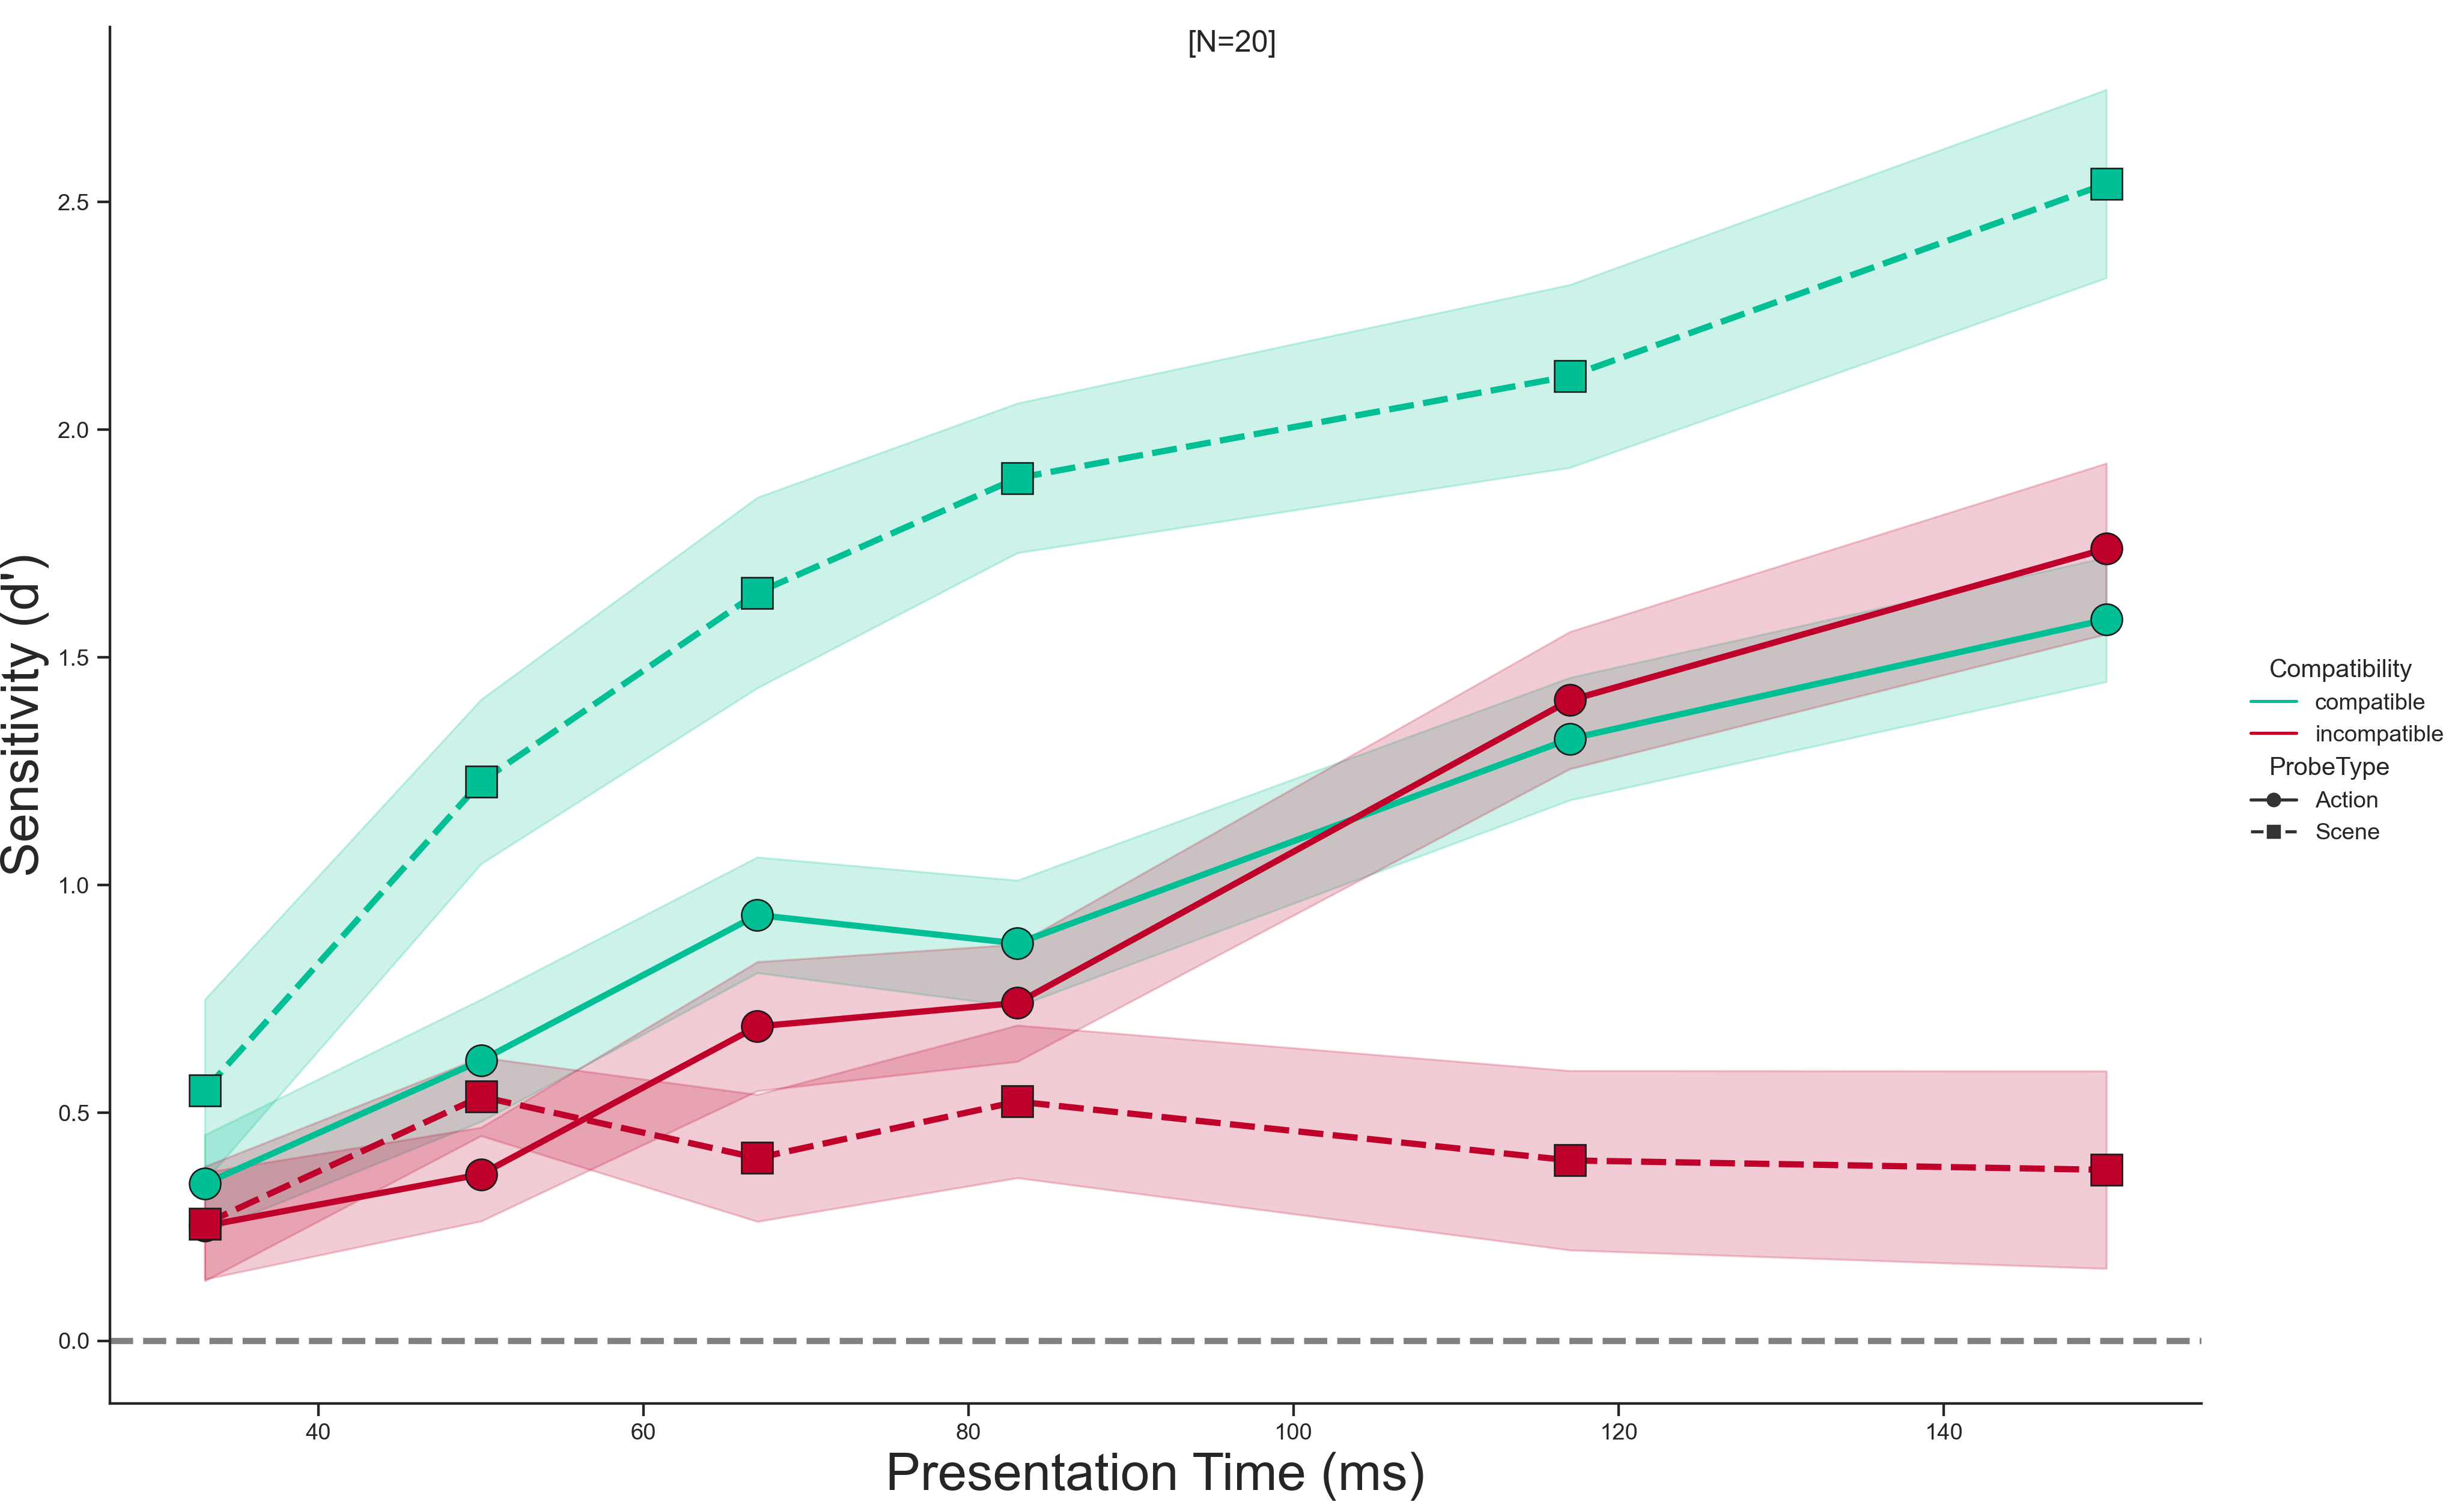 [N=20]
Sensitivity (d')
2.5
2.0
1.5
1.0
0.5
0.0
40 60 80 100 120 140
Presentation Time (ms)
Compatibility
compatible
incompatible
ProbeType
Action
Scene